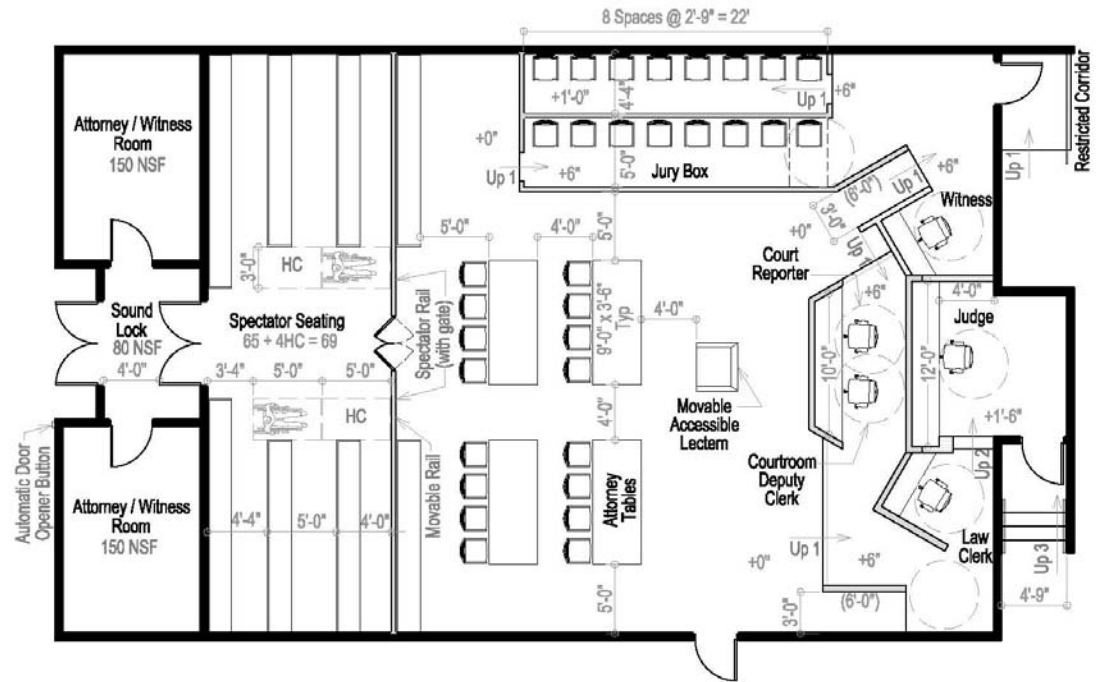 8 Spaces @ 2'-9" = 22'
Attorney / Witness
Room
150 NSF
+1'-0"
4'-4"
Up 1
+6"
+0"
Up 1
+6"
5'-0"
Jury Box
Restricted Corridor
Up 1
(6'-0")
Up 1
+6"
3'-0"
+0"
Up 1
Witness
5'-0"
4'-0"
5'-0"
3'-0"
HC
Court
Reporter
+6"
Sound
Lock
80 NSF
4'-0"
Spectator Seating
65 + 4HC = 69
Spectator Rail
(with gate)
9'-0" x 3'-6"
Typ
4'-0"
4'-0"
Judge
10'-0"
12'-0"
3'-4"
5'-0"
5'-0"
HC
4'-0"
Movable
Accessible
Lectern
+1'-6"
Up 2
Automatic Door
Opener Button
Attorney / Witness
Room
150 NSF
4'-4"
5'-0"
4'-0"
Movable Rail
Attorney
Tables
Courtroom
Deputy
Clerk
Up 1
+0"
+6"
Law
Clerk
Up 3
5'-0"
3'-0"
(6'-0")
4'-9"